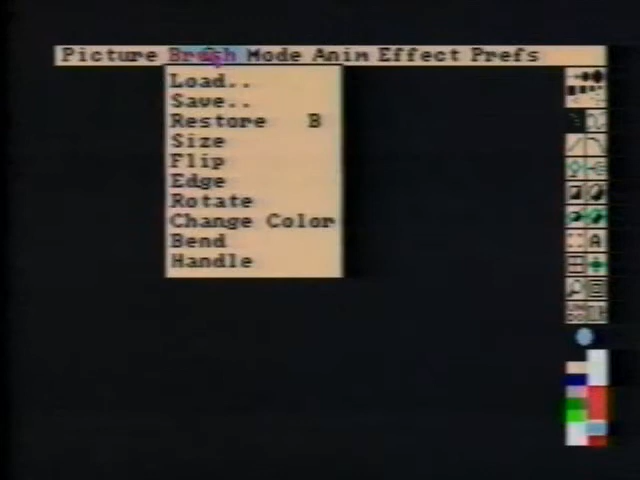 Picture Brush Mode Anim Effect Prefs
Load..
Save..
Restore B
Size
Flip
Edge
Rotate
Change Color
Bend
Handle
A